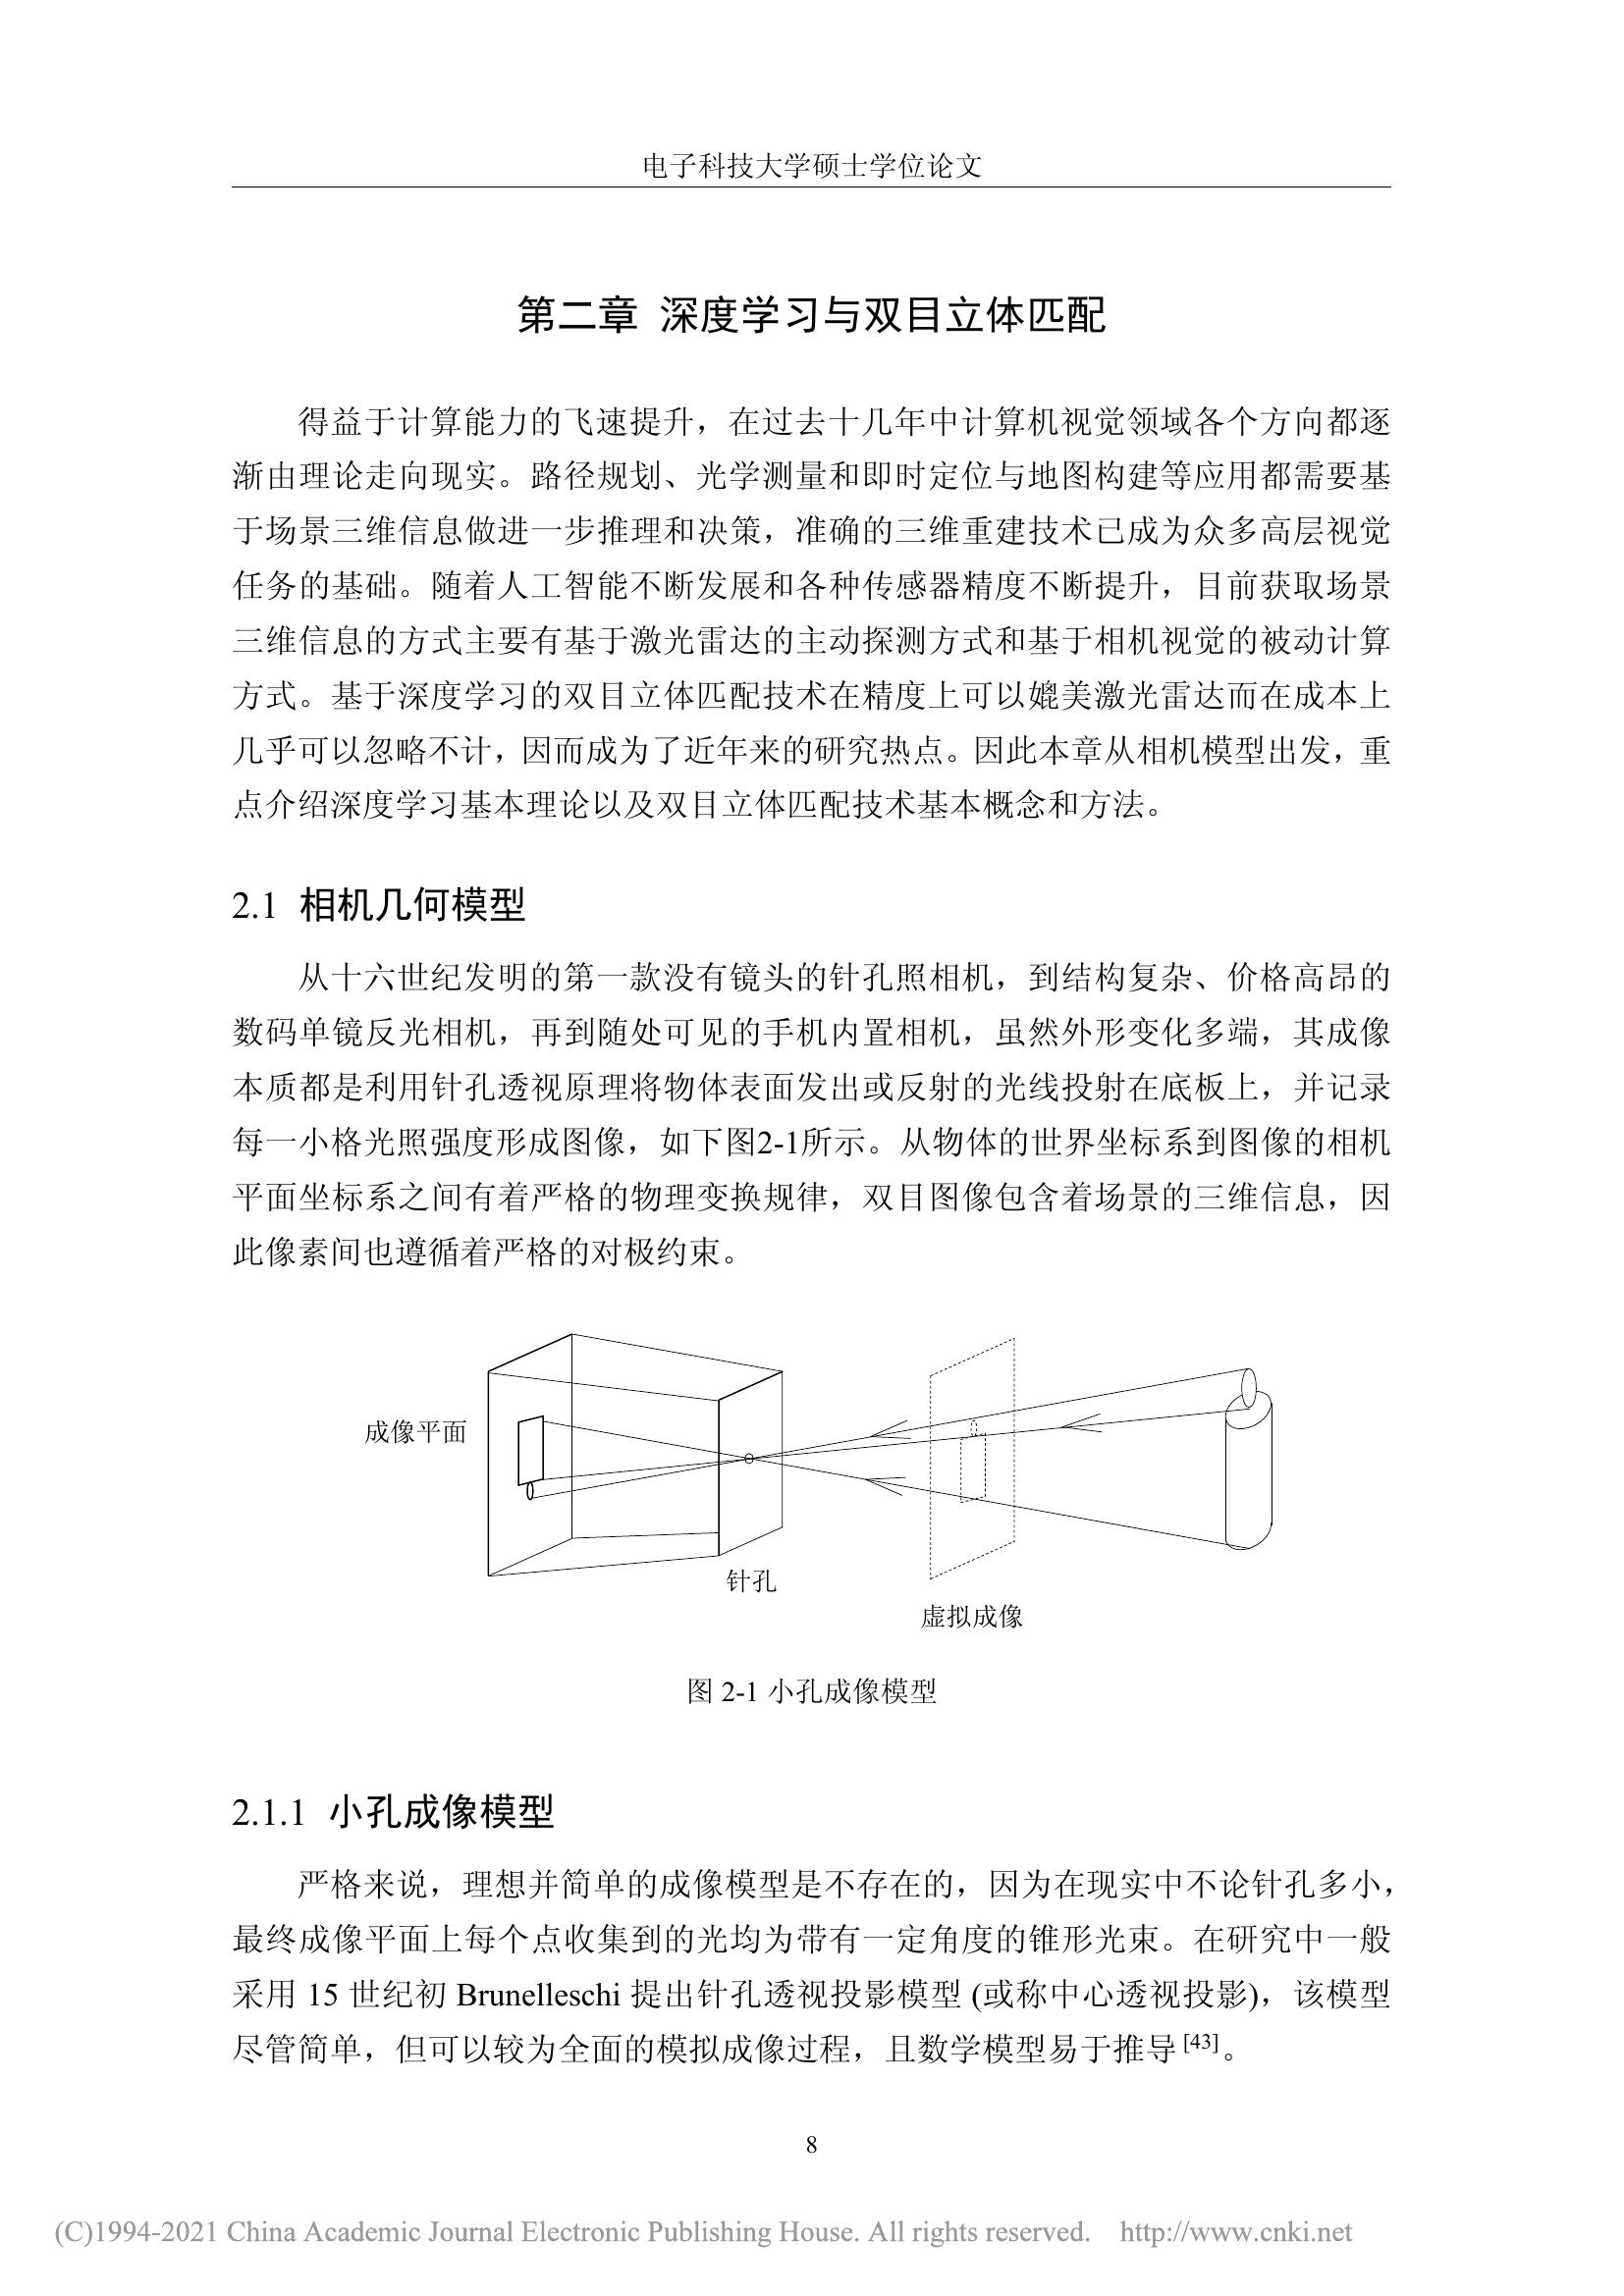 电子科技大学硕士学位论文
第二章 深度学习与双目立体匹配
得益于计算能力的飞速提升，在过去十几年中计算机视觉领域各个方向都逐
渐由理论走向现实。路径规划、光学测量和即时定位与地图构建等应用都需要基
于场景三维信息做进一步推理和决策，准确的三维重建技术已成为众多高层视觉
任务的基础。随着人工智能不断发展和各种传感器精度不断提升，目前获取场景
三维信息的方式主要有基于激光雷达的主动探测方式和基于相机视觉的被动计算
方式。基于深度学习的双目立体匹配技术在精度上可以媲美激光雷达而在成本上
几乎可以忽略不计，因而成为了近年来的研究热点。因此本章从相机模型出发，重
点介绍深度学习基本理论以及双目立体匹配技术基本概念和方法。
2.1 相机几何模型
从十六世纪发明的第一款没有镜头的针孔照相机，到结构复杂、价格高昂的
数码单镜反光相机，再到随处可见的手机内置相机，虽然外形变化多端，其成像
本质都是利用针孔透视原理将物体表面发出或反射的光线投射在底板上，并记录
每一小格光照强度形成图像，如下图2-1所示。从物体的世界坐标系到图像的相机
平面坐标系之间有着严格的物理变换规律，双目图像包含着场景的三维信息，因
此像素间也遵循着严格的对极约束。
成像平面
针孔
虚拟成像
图 2-1 小孔成像模型
2.1.1 小孔成像模型
严格来说，理想并简单的成像模型是不存在的，因为在现实中不论针孔多小，
最终成像平面上每个点收集到的光均为带有一定角度的锥形光束。在研究中一般
采用 15 世纪初 Brunelleschi 提出针孔透视投影模型 (或称中心透视投影)，该模型
尽管简单，但可以较为全面的模拟成像过程，且数学模型易于推导 [43]。
8
(C)1994-2021 China Academic Journal Electronic Publishing House. All rights reserved. http://www.cnki.net